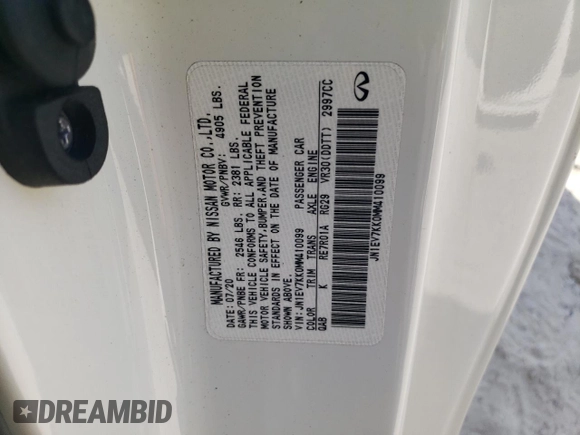 MANUFACTURED BY NISSAN MOTOR CO.,LTD.
DATE: 07/20 GVWR/PNBV: 4905 LBS.
GAWR/PNBE FR: 2546 LBS. RR: 2381 LBS.
THIS VEHICLE CONFORMS TO ALL APPLICABLE FEDERAL
MOTOR VEHICLE SAFETY,BUMPER,AND THEFT PREVENTION
STANDARDS IN EFFECT ON THE DATE OF MANUFACTURE
SHOWN ABOVE.
VIN: JN1EV7KK0MM410099 PASSENGER CAR
COLOR TRIM TRANS AXLE ENGINE
QAB K RE7R01A RG29 VR30(DDTT) 2997CC
JN1EV7KK0MM410099
DREAMBID